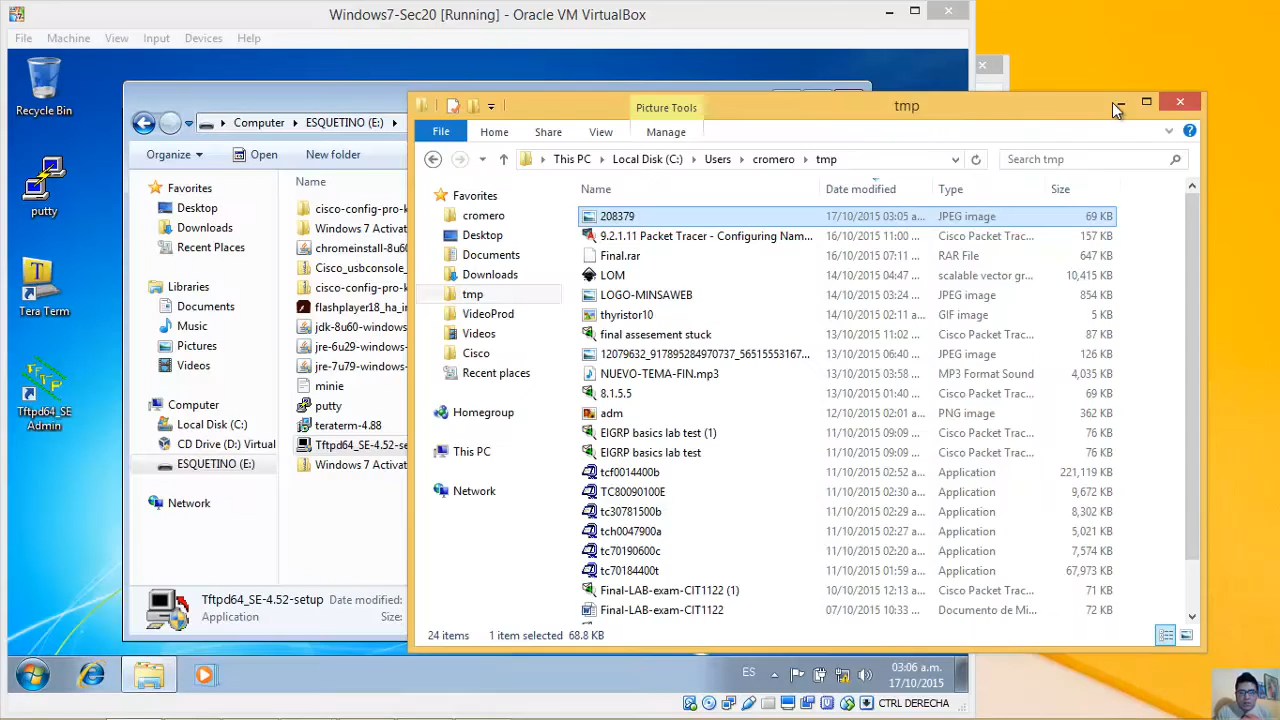 Windows7-Sec20 [Running] - Oracle VM VirtualBox
File Machine View Input Devices Help
Recycle Bin
putty
Tera Term
Tftpd64_SE
Admin
Computer ESQUETINO (E:)
Organize Open New folder
Name
Favorites
Desktop
Downloads
Recent Places
Libraries
Documents
Music
Pictures
Videos
Computer
Local Disk (C:)
CD Drive (D:) Virtual
ESQUETINO (E:)
Network
cisco-config-pro-k
Windows 7 Activat
chromeinstall-8u60
Cisco_usbconsole_
cisco-config-pro-k
flashplayer18_ha_in
jdk-8u60-windows
jre-6u29-windows-
jre-7u79-windows-
minie
putty
teraterm-4.88
Tftpd64_SE-4.52-se
Windows 7 Activat
Tftpd64_SE-4.52-setup Date modified:
Application Size:
Picture Tools tmp
File Home Share View Manage
This PC Local Disk (C:) Users cromero tmp
Search tmp
Favorites
cromero
Desktop
Documents
Downloads
tmp
VideoProd
Videos
Cisco
Recent places
Homegroup
This PC
Network
Name Date modified Type Size
208379 17/10/2015 03:05 a... JPEG image 69 KB
9.2.1.11 Packet Tracer - Configuring Nam... 16/10/2015 11:00 ... Cisco Packet Trac... 157 KB
Final.rar 16/10/2015 07:11 ... RAR File 647 KB
LOM 14/10/2015 04:47 ... scalable vector gr... 10,415 KB
LOGO-MINSAWEB 14/10/2015 03:24 ... JPEG image 854 KB
thyristor10 14/10/2015 02:11 a... GIF image 5 KB
final assesement stuck 13/10/2015 11:02 ... Cisco Packet Trac... 87 KB
12079632_917895284970737_56515553167... 13/10/2015 06:40 ... JPEG image 126 KB
NUEVO-TEMA-FIN.mp3 13/10/2015 03:58 ... MP3 Format Sound 4,035 KB
8.1.5.5 13/10/2015 01:40 ... Cisco Packet Trac... 69 KB
adm 12/10/2015 02:01 a... PNG image 362 KB
EIGRP basics lab test (1) 11/10/2015 09:09 ... Cisco Packet Trac... 76 KB
EIGRP basics lab test 11/10/2015 09:09 ... Cisco Packet Trac... 76 KB
tcf0014400b 11/10/2015 02:52 a... Application 221,119 KB
TC80090100E 11/10/2015 02:30 a... Application 9,672 KB
tc30781500b 11/10/2015 02:29 a... Application 8,302 KB
tch0047900a 11/10/2015 02:27 a... Application 5,021 KB
tc70190600c 11/10/2015 02:20 a... Application 7,574 KB
tc70184400t 11/10/2015 01:59 a... Application 67,973 KB
Final-LAB-exam-CIT1122 (1) 10/10/2015 12:13 a... Cisco Packet Trac... 71 KB
Final-LAB-exam-CIT1122 07/10/2015 10:33 ... Documento de Mi... 72 KB
24 items 1 item selected 68.8 KB
ES 03:06 a.m.
17/10/2015
CTRL DERECHA